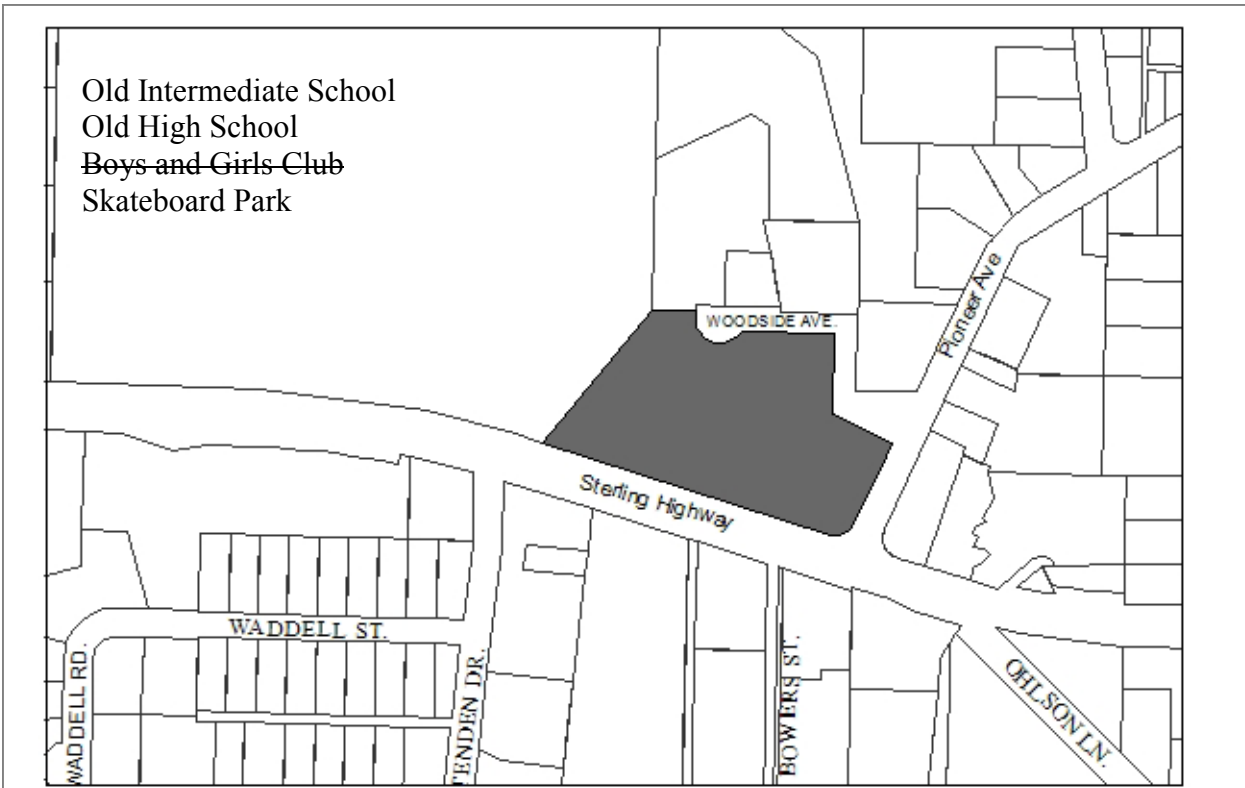 Old Intermediate School
Old High School
Boys and Girls Club
Skateboard Park
WOODSIDE AVE.
Pioneer Ave
Sterling Highway
WADDELL ST.
WADDELL RD.
TENDEN DR.
BOWERS ST.
OHLSON LN.